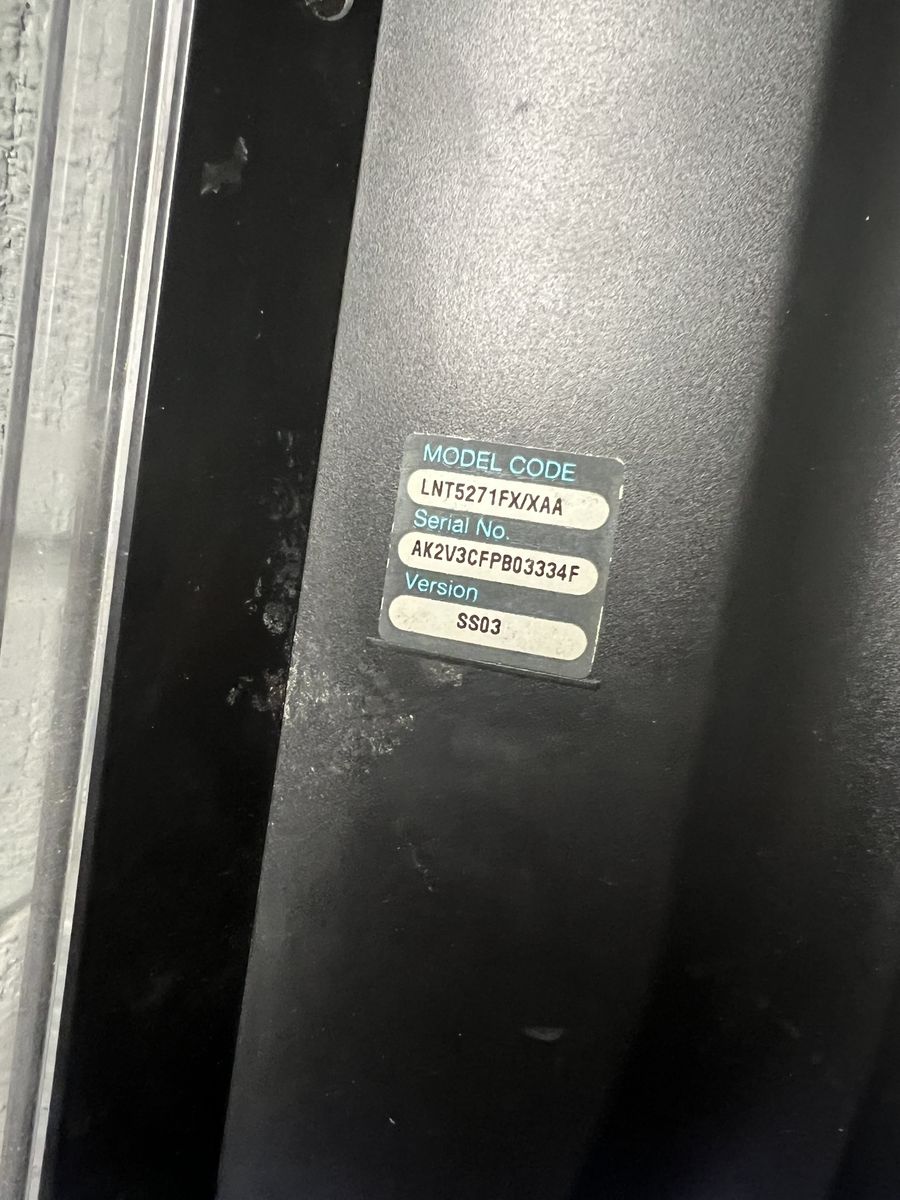 MODEL CODE
LNT5271FX/XAA
Serial No.
AK2V3CFPB03334F
Version
SS03